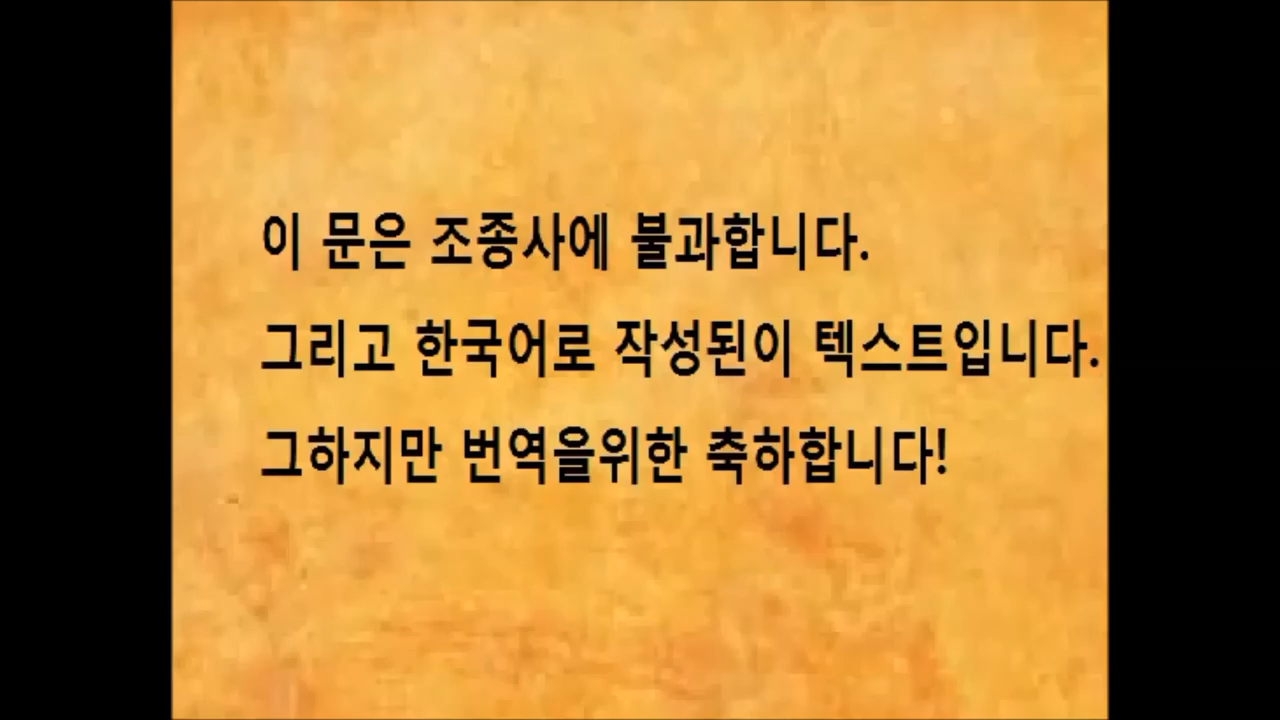 이 문은 조종사에 불과합니다.
그리고 한국어로 작성된이 텍스트입니다.
그하지만 번역을위한 축하합니다!